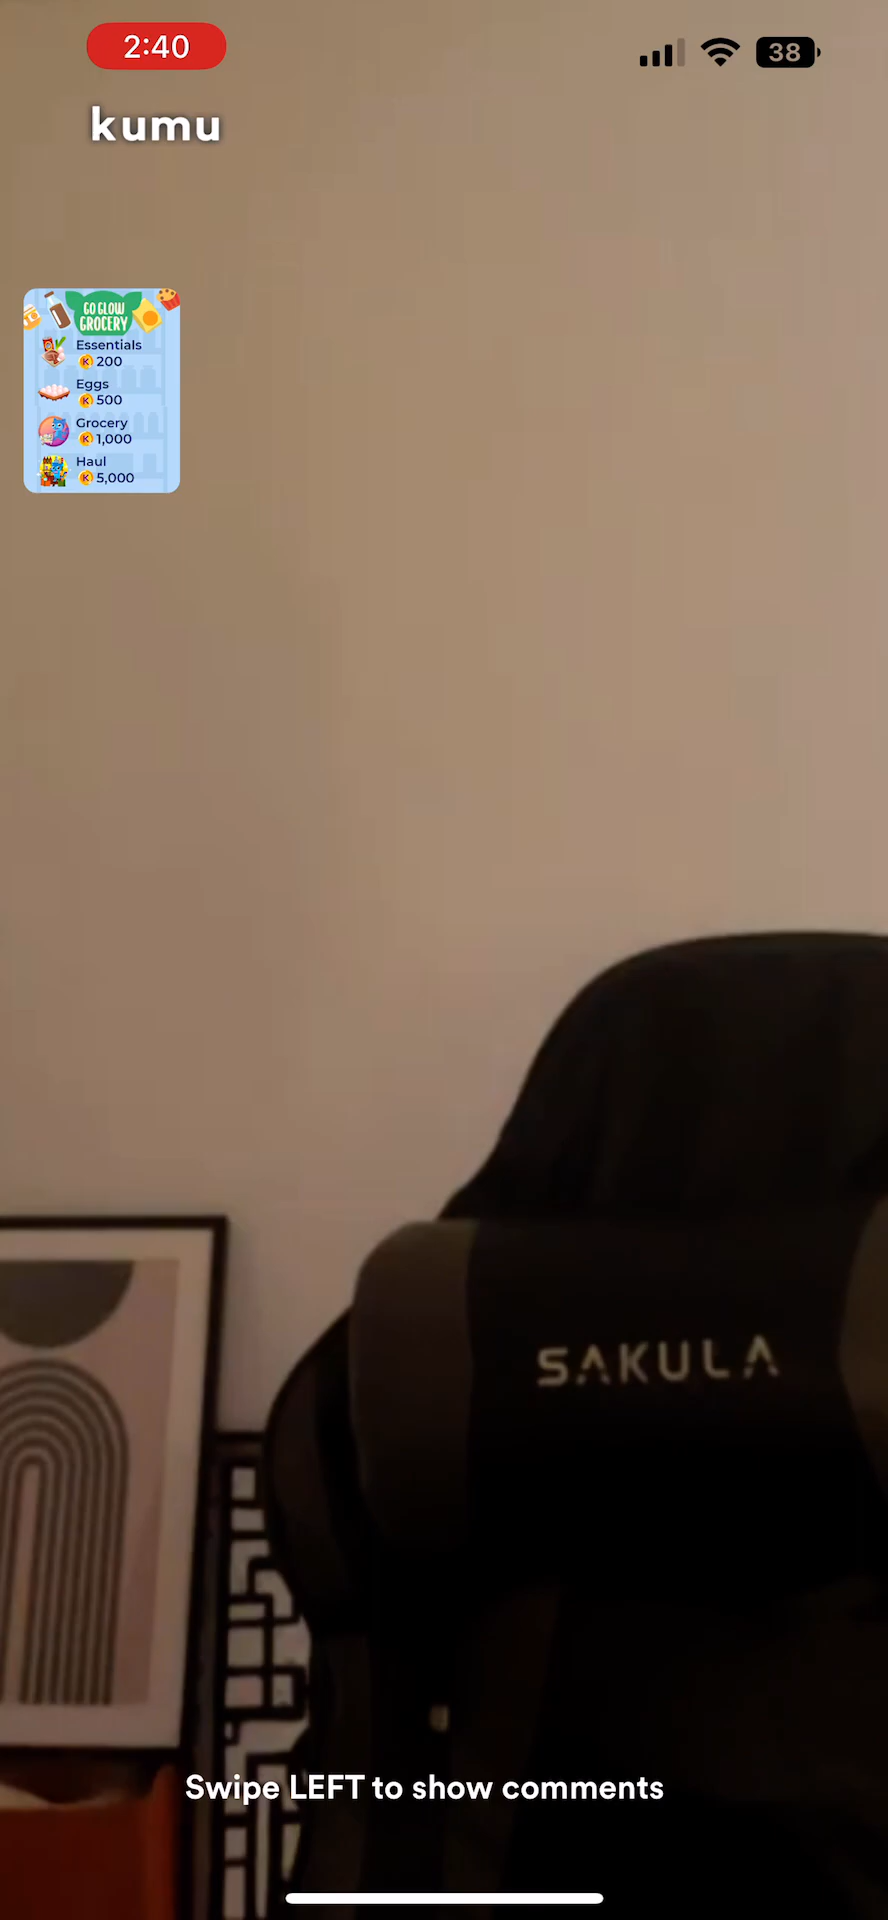 2:40
38
kumu
GO GLOW
GROCERY
Essentials
K 200
Eggs
K 500
Grocery
K 1,000
Haul
K 5,000
SAKULA
Swipe LEFT to show comments